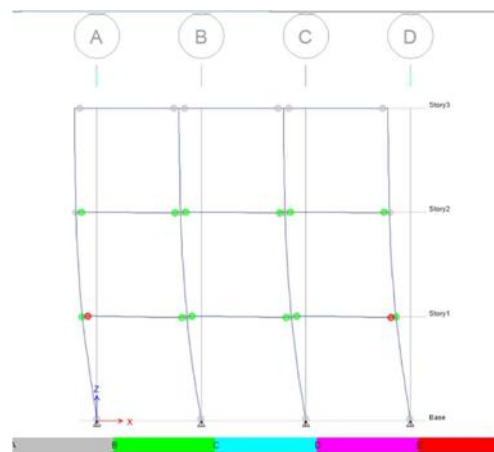 A B C D
Story3
Story2
Story1
Z
X
Base
A B C D E